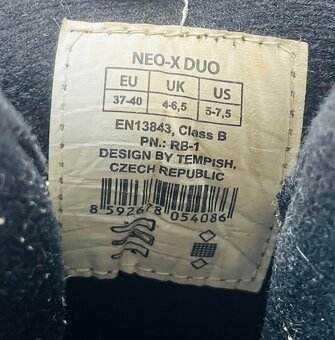 NEO-X DUO
EU UK US
37-40 4-6,5 5-7,5
EN13843, Class B
PN.: RB-1
DESIGN BY TEMPISH,
CZECH REPUBLIC
8 592678 054086